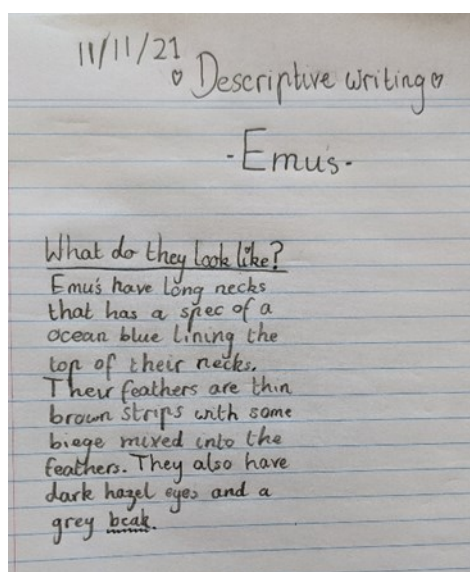 11/11/21
♡ Descriptive writing ♡
- Emu's -
What do they look like?
Emu's have long necks
that has a spec of a
ocean blue lining the
top of their necks.
Their feathers are thin
brown strips with some
biege mixed into the
feathers. They also have
dark hazel eyes and a
grey beak.